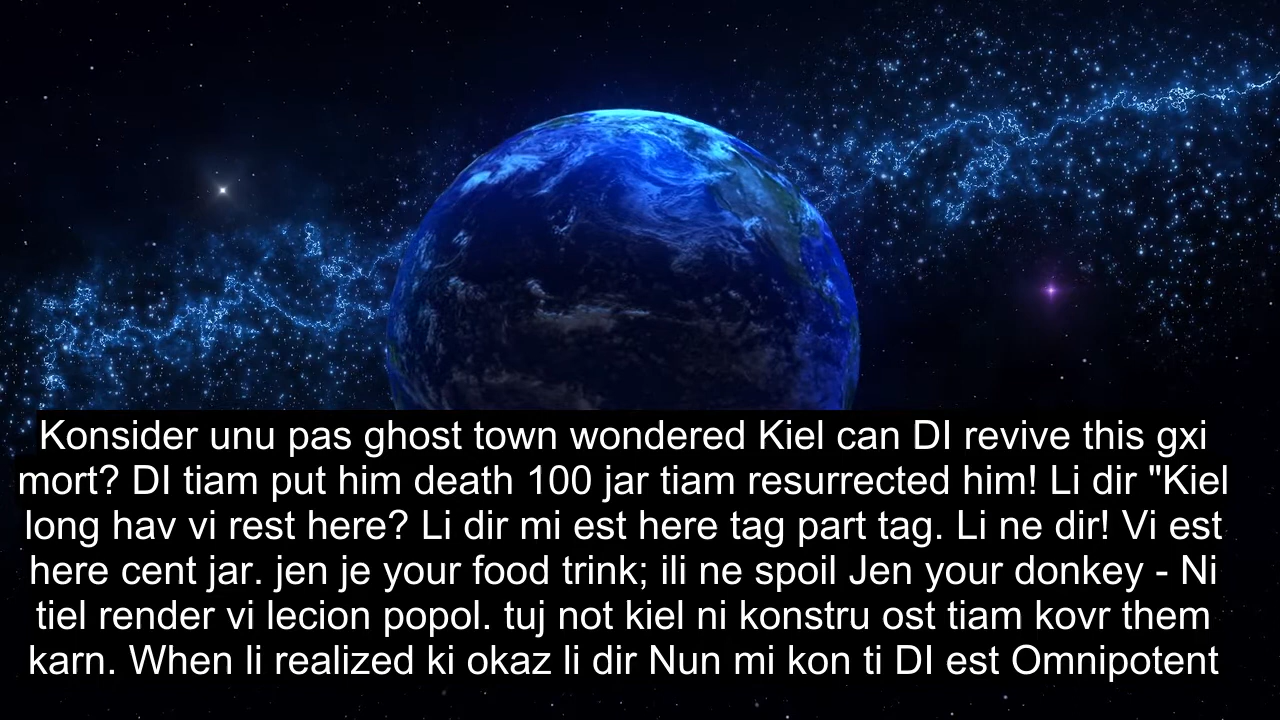 Konsider unu pas ghost town wondered Kiel can DI revive this gxi
mort? DI tiam put him death 100 jar tiam resurrected him! Li dir "Kiel
long hav vi rest here? Li dir mi est here tag part tag. Li ne dir! Vi est
here cent jar. jen je your food trink; ili ne spoil Jen your donkey - Ni
tiel render vi lecion popol. tuj not kiel ni konstru ost tiam kovr them
karn. When li realized ki okaz li dir Nun mi kon ti DI est Omnipotent